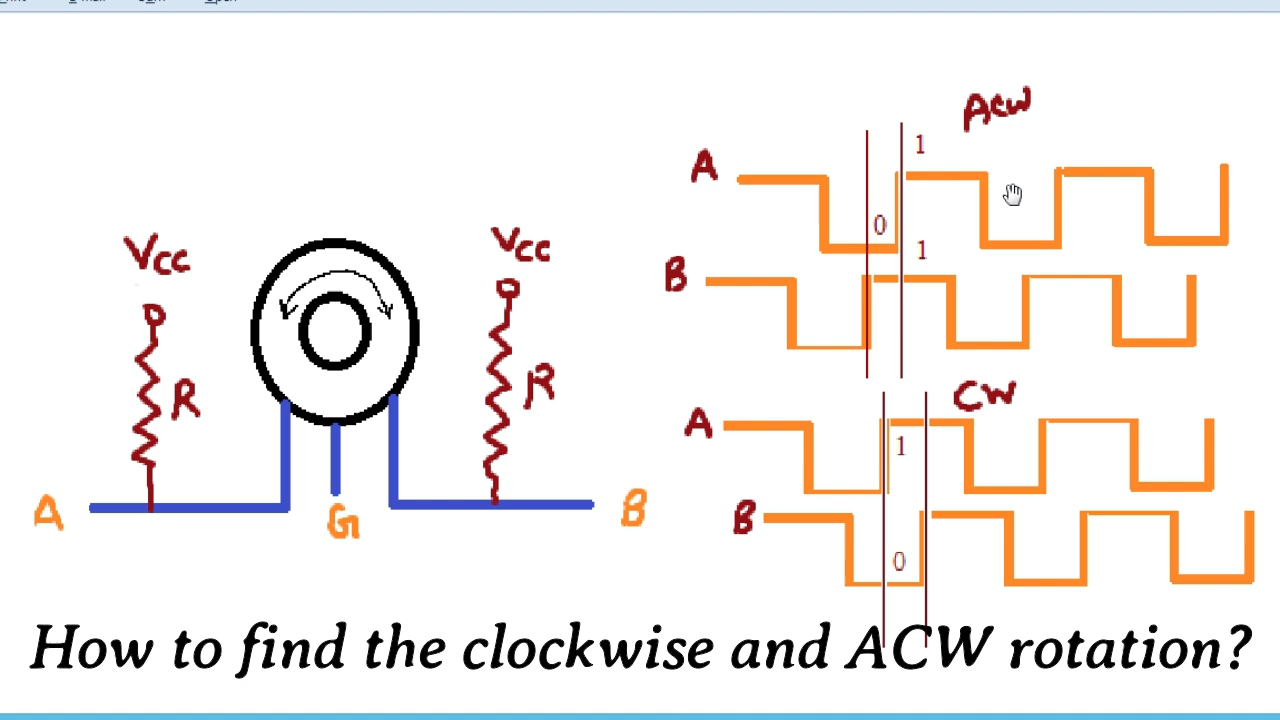 ACW
A
1
0
B
1
Vcc
Vcc
R
R
CW
A
1
B
0
A
G
B
How to find the clockwise and ACW rotation?